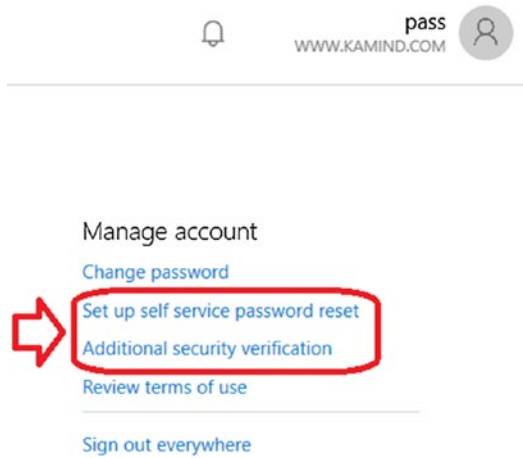 pass
WWW.KAMIND.COM
Manage account
Change password
Set up self service password reset
Additional security verification
Review terms of use
Sign out everywhere